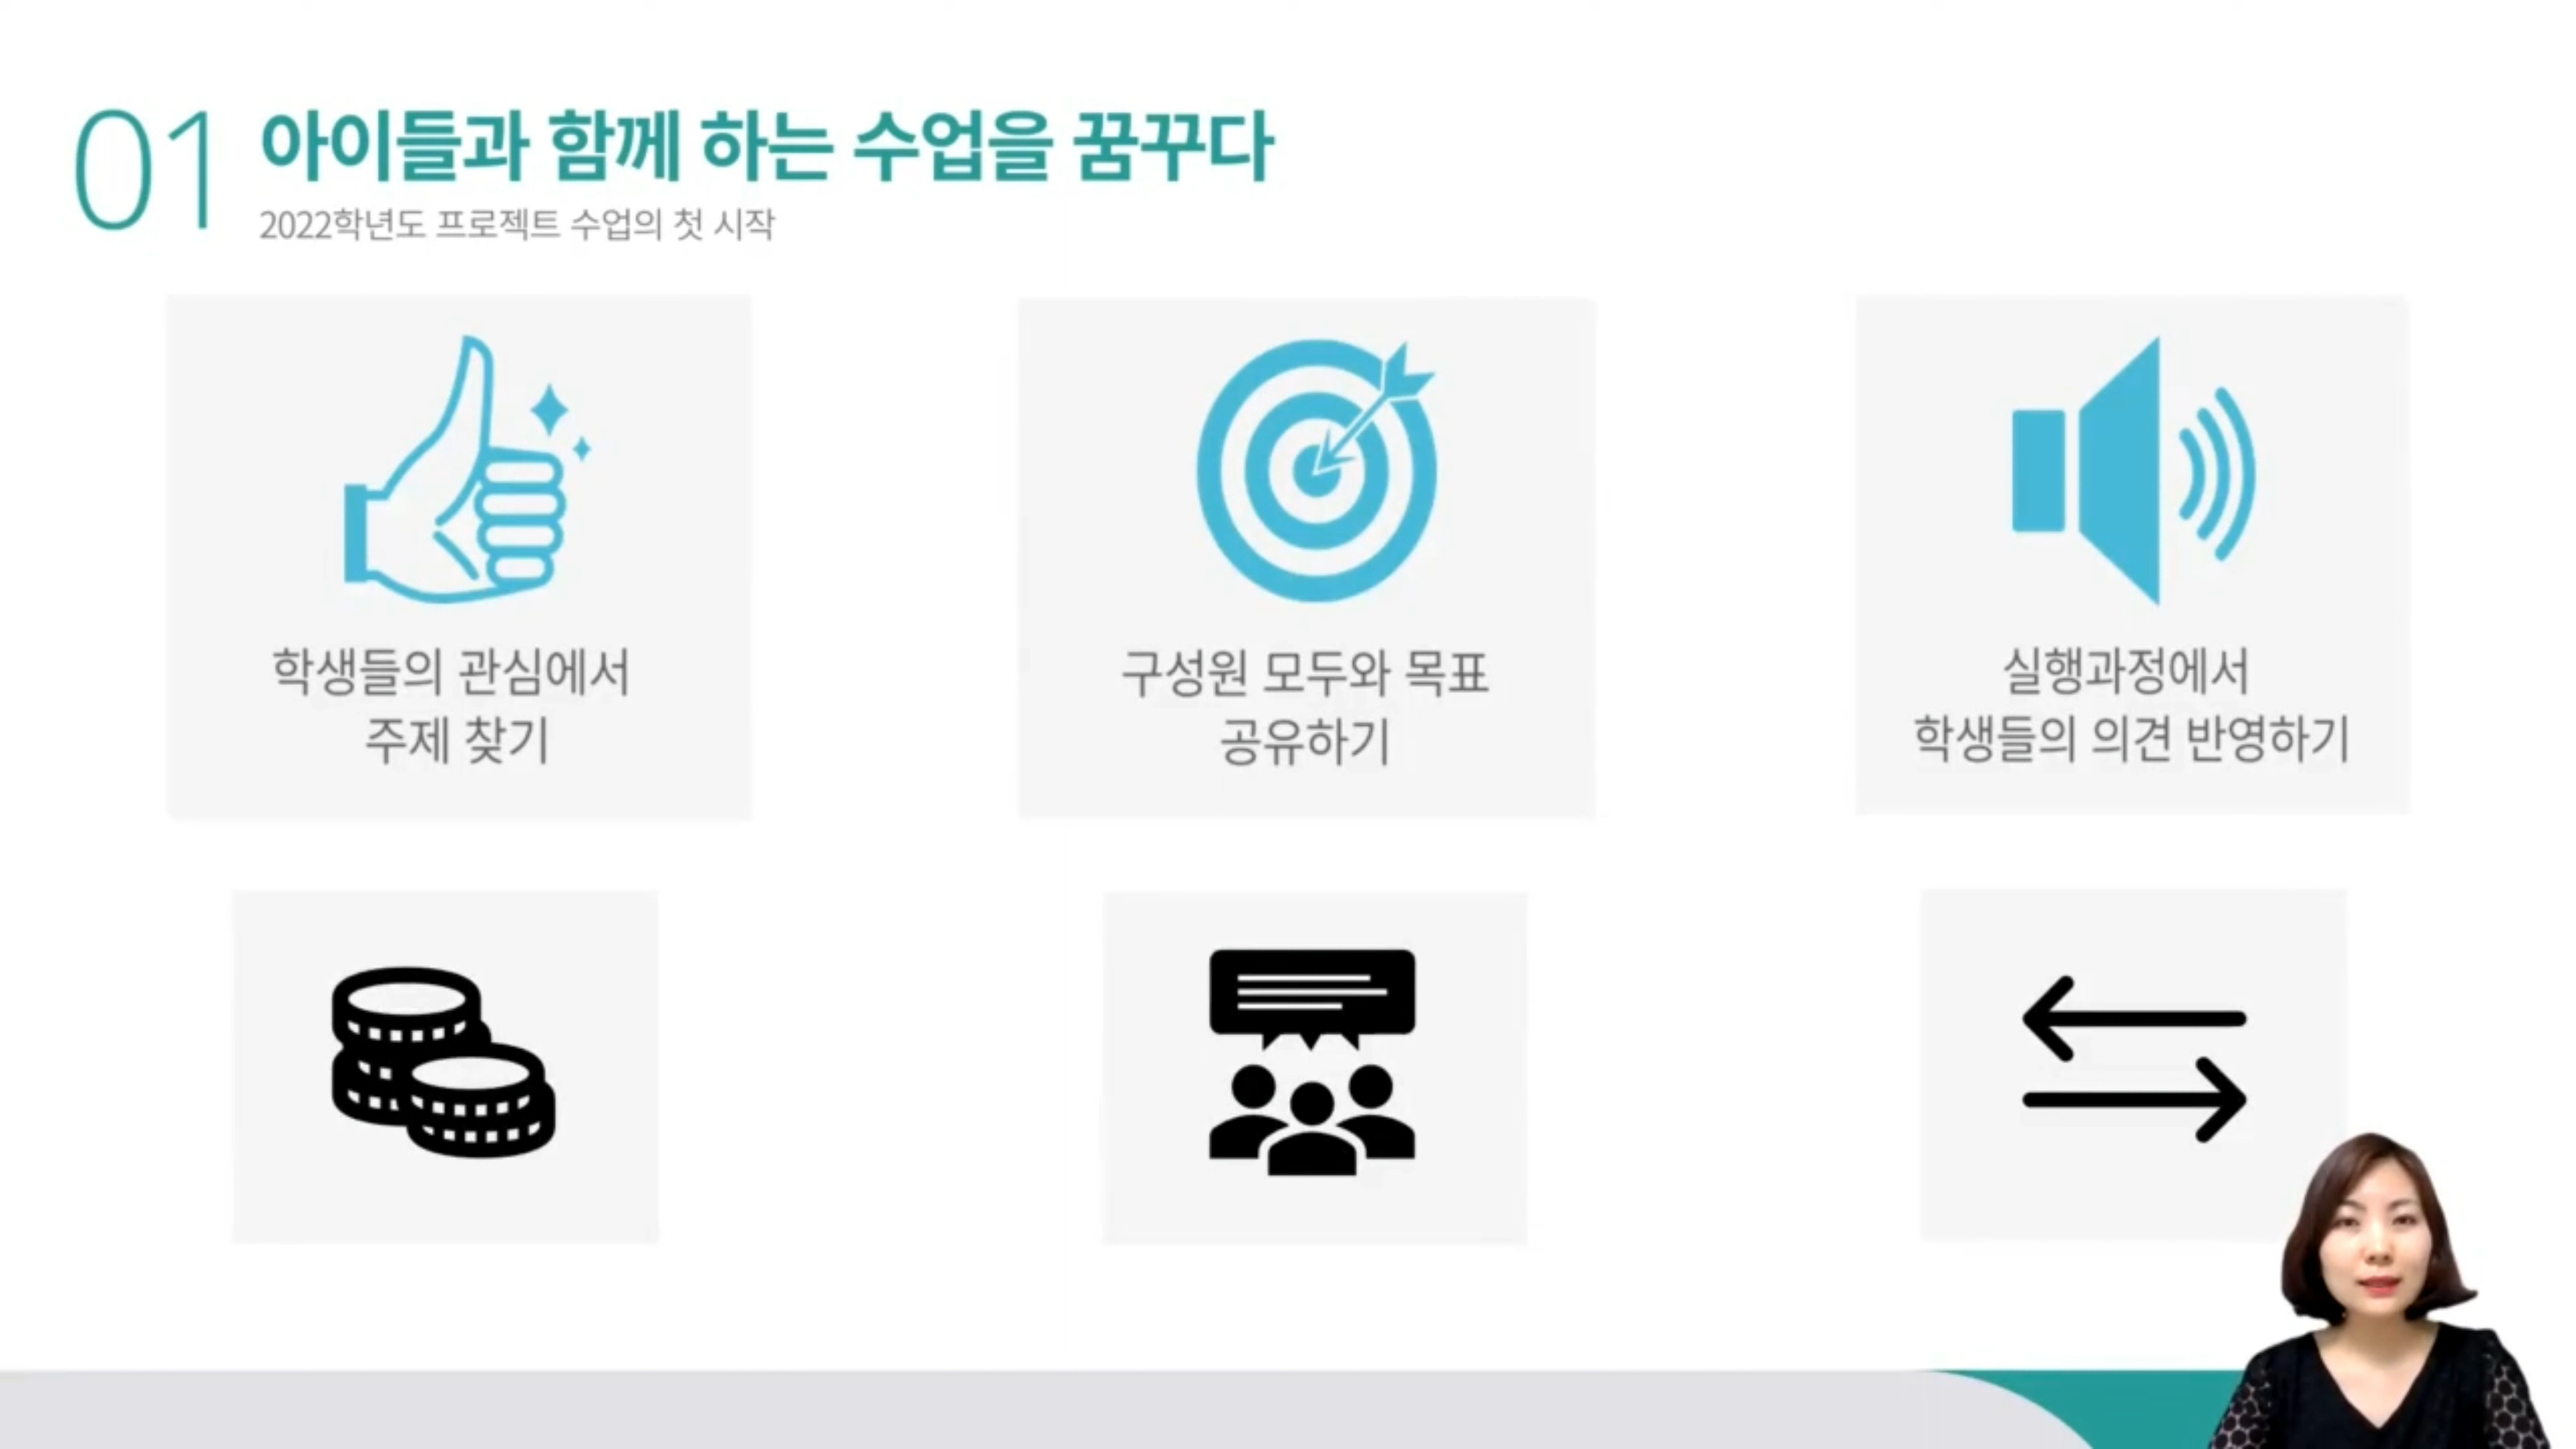 01 아이들과 함께 하는 수업을 꿈꾸다
2022학년도 프로젝트 수업의 첫 시작
학생들의 관심에서
주제 찾기
구성원 모두와 목표
공유하기
실행과정에서
학생들의 의견 반영하기